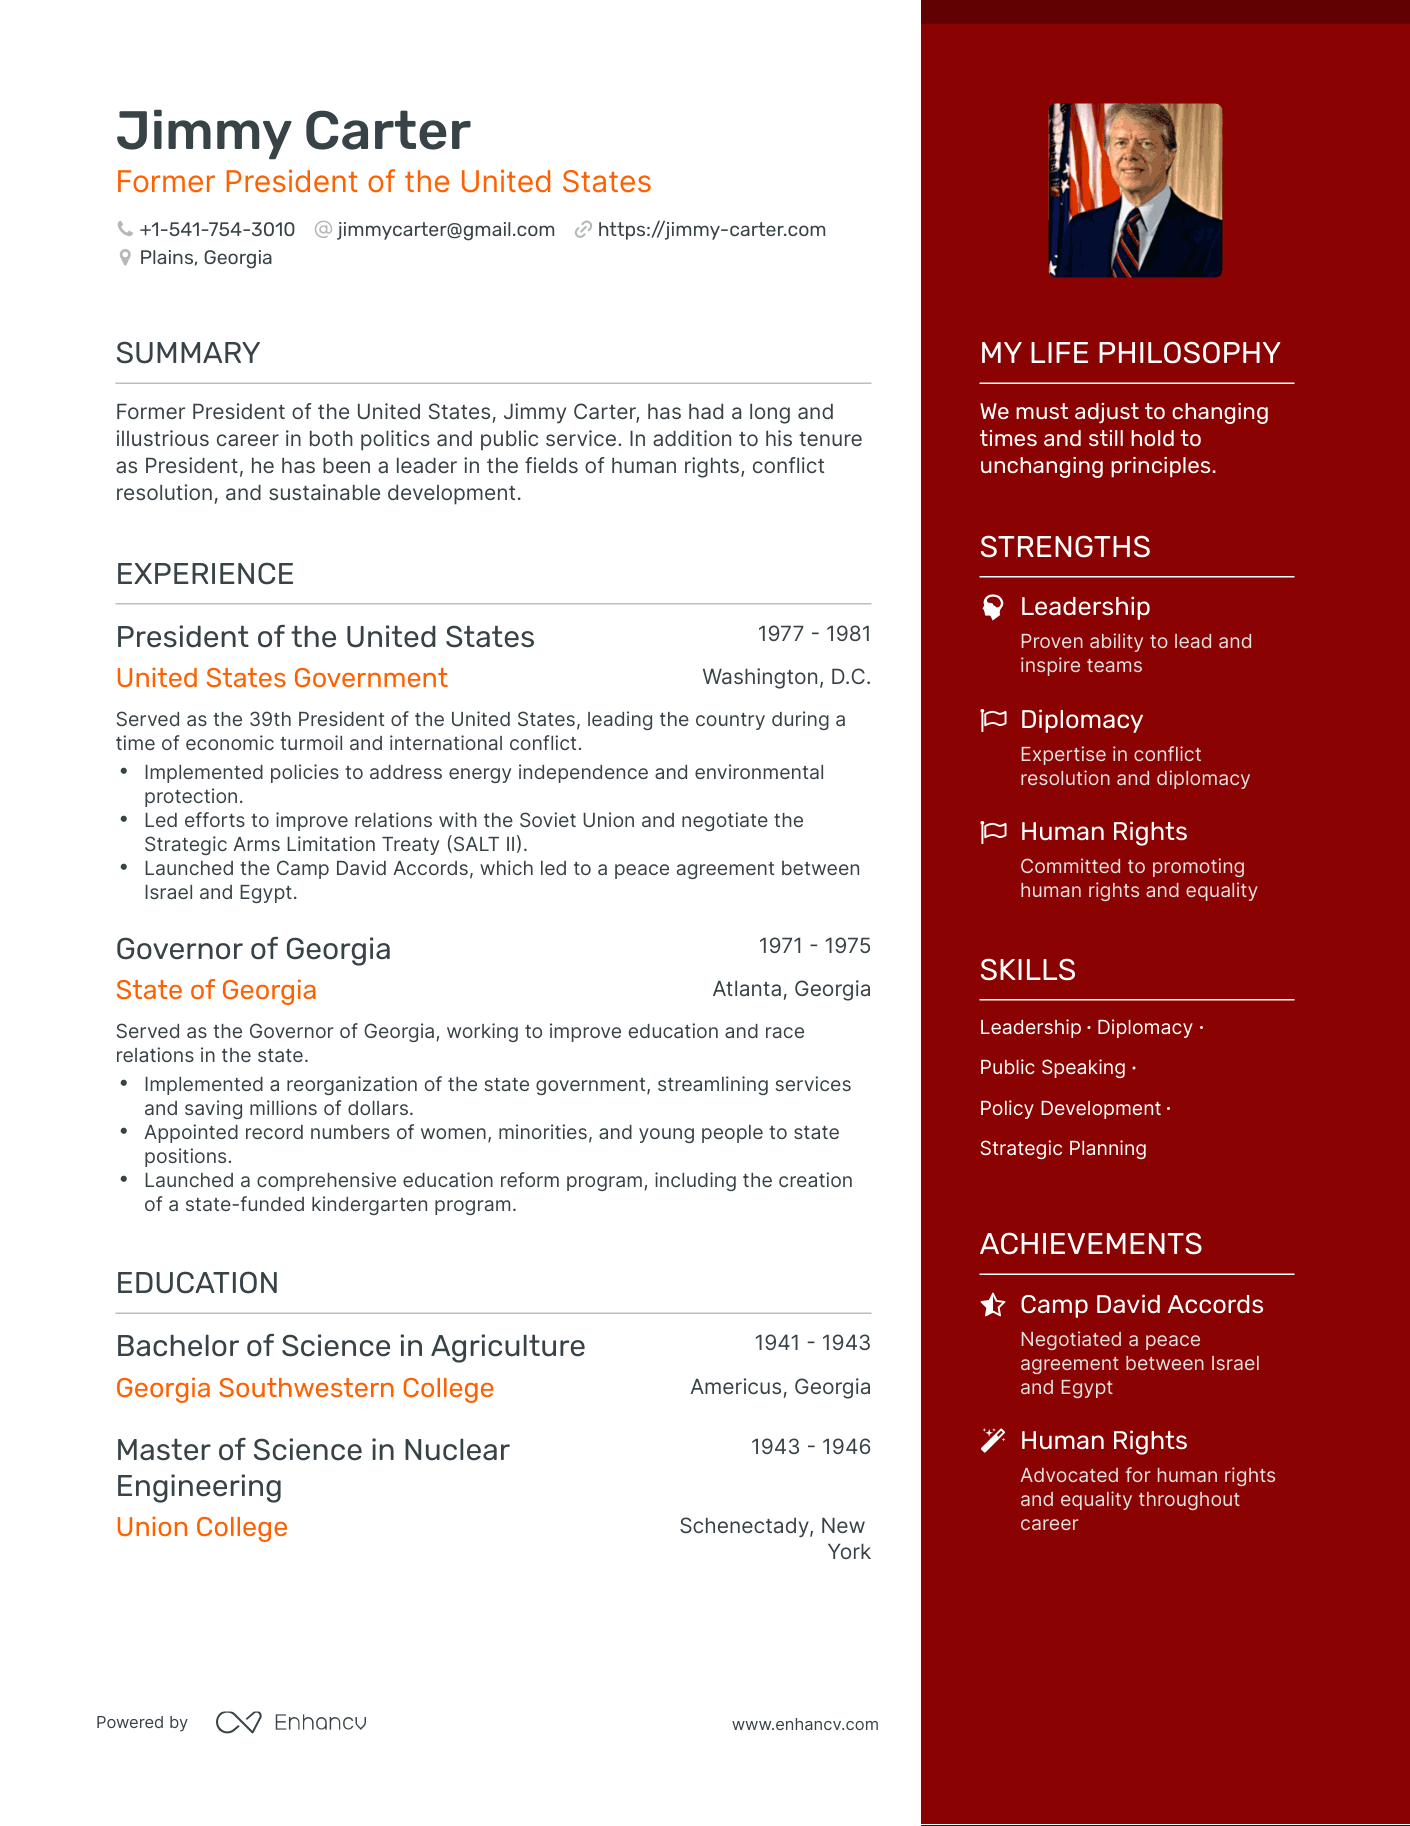 Jimmy Carter
Former President of the United States
+1-541-754-3010 jimmycarter@gmail.com https://jimmy-carter.com
Plains, Georgia
SUMMARY
Former President of the United States, Jimmy Carter, has had a long and
illustrious career in both politics and public service. In addition to his tenure
as President, he has been a leader in the fields of human rights, conflict
resolution, and sustainable development.
EXPERIENCE
President of the United States 1977 - 1981
United States Government Washington, D.C.
Served as the 39th President of the United States, leading the country during a
time of economic turmoil and international conflict.
• Implemented policies to address energy independence and environmental
protection.
• Led efforts to improve relations with the Soviet Union and negotiate the
Strategic Arms Limitation Treaty (SALT II).
• Launched the Camp David Accords, which led to a peace agreement between
Israel and Egypt.
Governor of Georgia 1971 - 1975
State of Georgia Atlanta, Georgia
Served as the Governor of Georgia, working to improve education and race
relations in the state.
• Implemented a reorganization of the state government, streamlining services
and saving millions of dollars.
• Appointed record numbers of women, minorities, and young people to state
positions.
• Launched a comprehensive education reform program, including the creation
of a state-funded kindergarten program.
EDUCATION
Bachelor of Science in Agriculture 1941 - 1943
Georgia Southwestern College Americus, Georgia
Master of Science in Nuclear 1943 - 1946
Engineering
Union College Schenectady, New
York
Powered by Enhancv www.enhancv.com
MY LIFE PHILOSOPHY
We must adjust to changing
times and still hold to
unchanging principles.
STRENGTHS
Leadership
Proven ability to lead and
inspire teams
Diplomacy
Expertise in conflict
resolution and diplomacy
Human Rights
Committed to promoting
human rights and equality
SKILLS
Leadership · Diplomacy ·
Public Speaking ·
Policy Development ·
Strategic Planning
ACHIEVEMENTS
Camp David Accords
Negotiated a peace
agreement between Israel
and Egypt
Human Rights
Advocated for human rights
and equality throughout
career